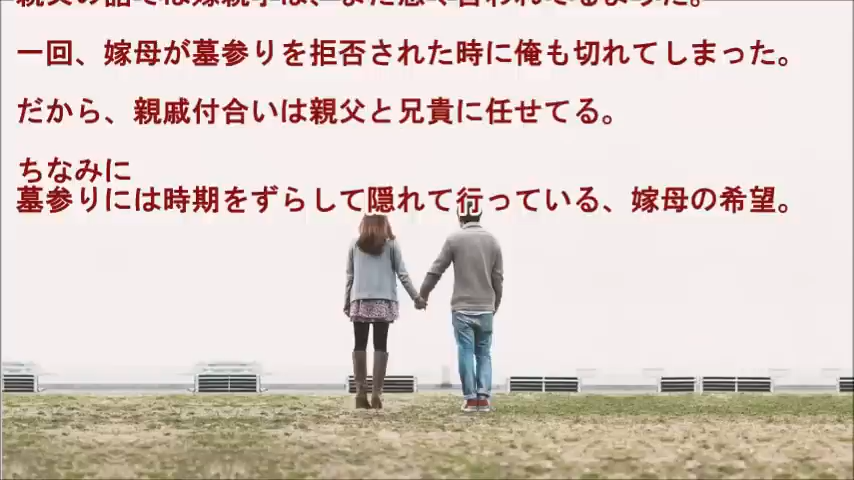 一回、嫁母が墓参りを拒否された時に俺も切れてしまった。
だから、親戚付合いは親父と兄貴に任せてる。
ちなみに
墓参りには時期をずらして隠れて行っている、嫁母の希望。